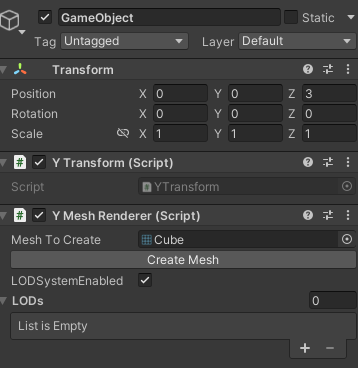 GameObject Static
Tag Untagged Layer Default
Transform
Position X 0 Y 0 Z 3
Rotation X 0 Y 0 Z 0
Scale X 1 Y 1 Z 1
# Y Transform (Script)
Script # YTransform
# Y Mesh Renderer (Script)
Mesh To Create Cube
Create Mesh
LODSystemEnabled
LODs 0
List is Empty
+ −